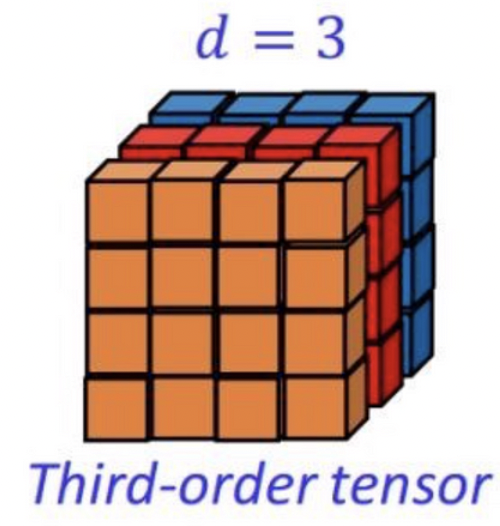 d = 3
Third-order tensor